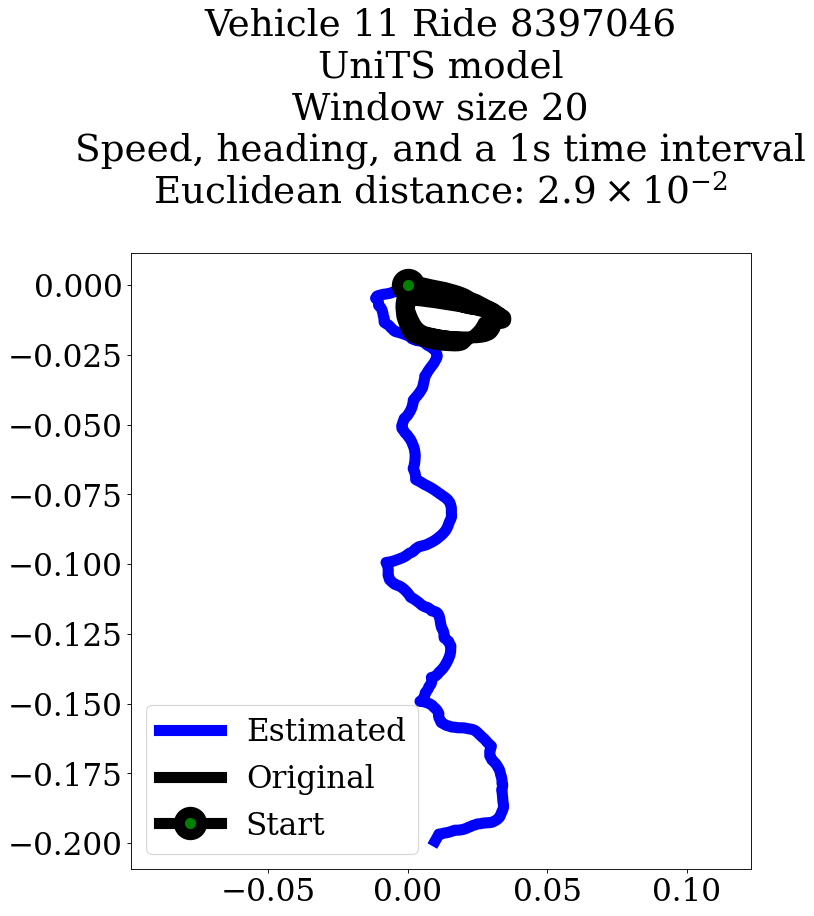 Vehicle 11 Ride 8397046
UniTS model
Window size 20
Speed, heading, and a 1s time interval
Euclidean distance: 2.9 × 10⁻²
0.000
−0.025
−0.050
−0.075
−0.100
−0.125
−0.150
−0.175
−0.200
Estimated
Original
Start
−0.05 0.00 0.05 0.10